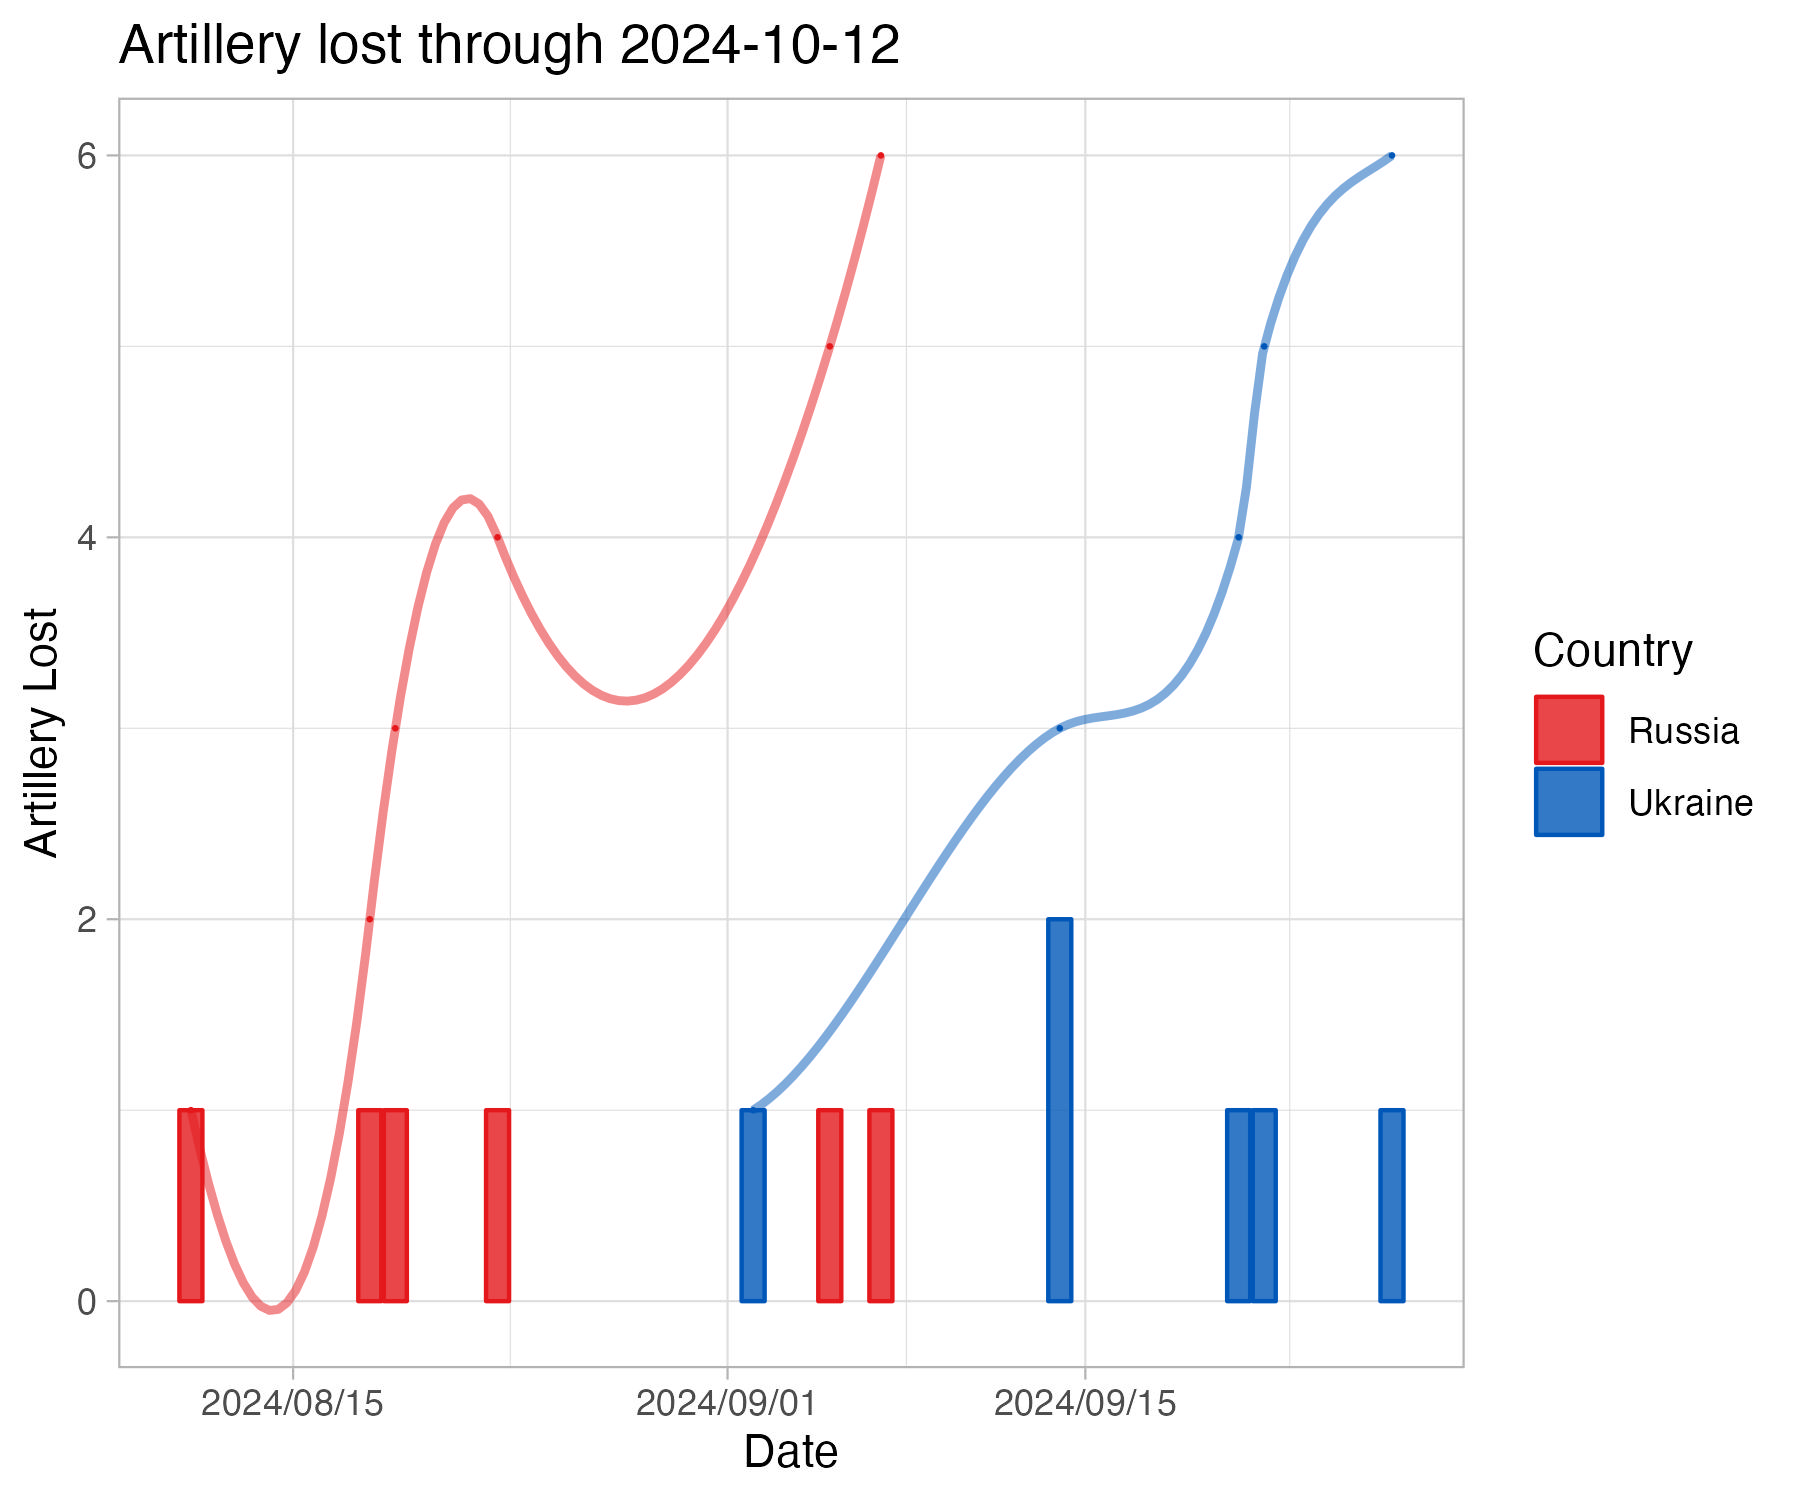 Artillery lost through 2024-10-12
Artillery Lost
6
4
2
0
2024/08/15
2024/09/01
2024/09/15
Date
Country
Russia
Ukraine